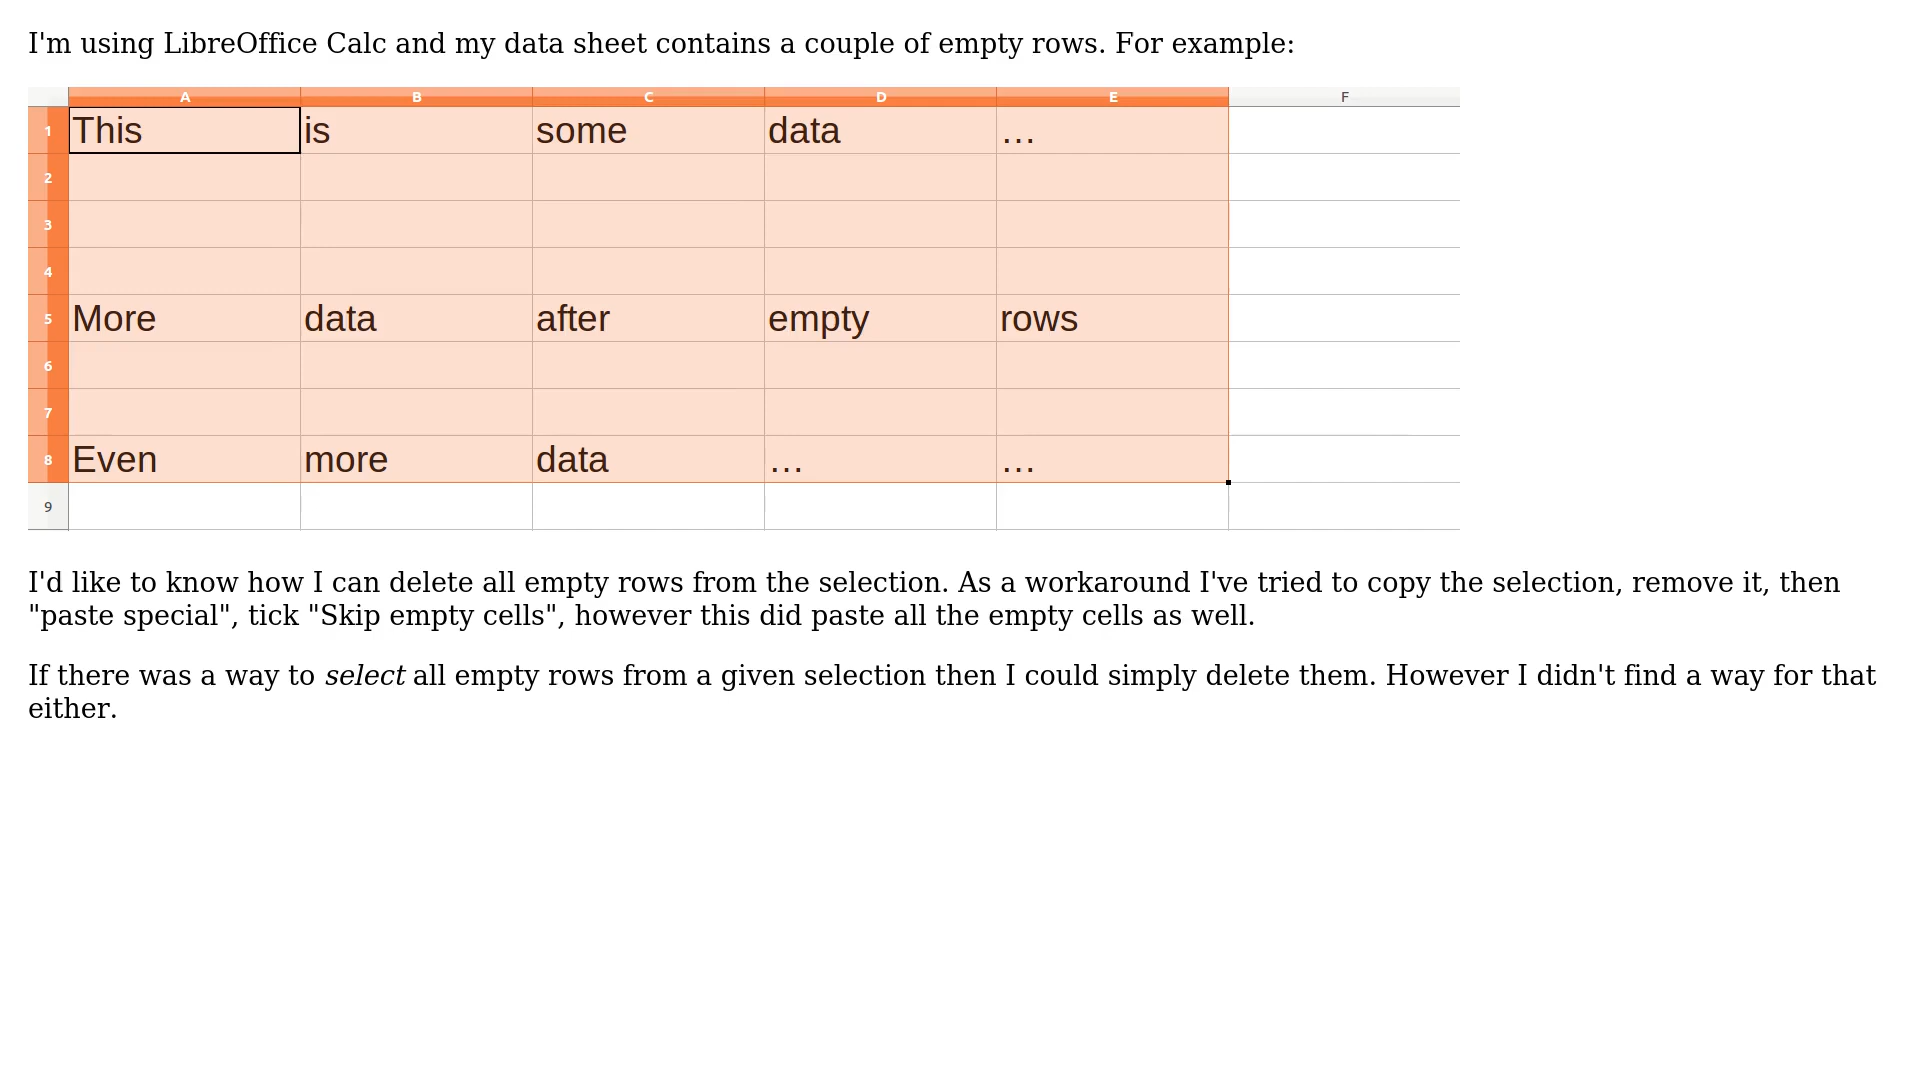 I'm using LibreOffice Calc and my data sheet contains a couple of empty rows. For example:
A B C D E F
1 This is some data ...
2
3
4
5 More data after empty rows
6
7
8 Even more data ... ...
9
I'd like to know how I can delete all empty rows from the selection. As a workaround I've tried to copy the selection, remove it, then
"paste special", tick "Skip empty cells", however this did paste all the empty cells as well.
If there was a way to select all empty rows from a given selection then I could simply delete them. However I didn't find a way for that
either.